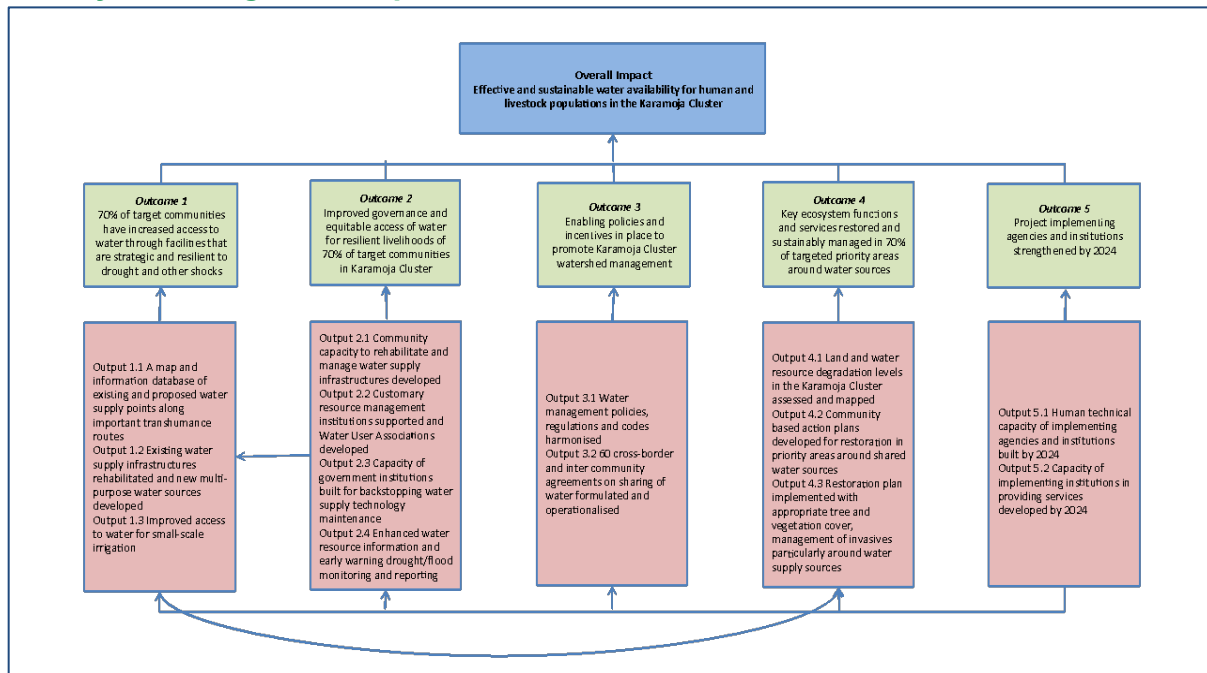 Overall Impact
Effective and sustainable water availability for human and
livestock populations in the Karamoja Cluster
Outcome 1
70% of target communities
have increased access to
water through facilities that
are strategic and resilient to
drought and other shocks
Outcome 2
Improved governance and
equitable access of water
for resilient livelihoods of
70% of target communities
in Karamoja Cluster
Outcome 3
Enabling policies and
incentives in place to
promote Karamoja Cluster
watershed management
Outcome 4
Key ecosystem functions
and services restored and
sustainably managed in 70%
of targeted priority areas
around water sources
Outcome 5
Project implementing
agencies and institutions
strengthened by 2024
Output 1.1 A map and
information database of
existing and proposed water
supply points along
important transhumance
routes
Output 1.2 Existing water
supply infrastructures
rehabilitated and new multi-
purpose water sources
developed
Output 1.3 Improved access
to water for small-scale
irrigation
Output 2.1 Community
capacity to rehabilitate and
manage water supply
infrastructures developed
Output 2.2 Customary
resource management
institutions supported and
Water User Associations
developed
Output 2.3 Capacity of
government institutions
built for backstopping water
supply technology
maintenance
Output 2.4 Enhanced water
resource information and
early warning drought/flood
monitoring and reporting
Output 3.1 Water
management policies,
regulations and codes
harmonised
Output 3.2 60 cross-border
and inter community
agreements on sharing of
water formulated and
operationalised
Output 4.1 Land and water
resource degradation levels
in the Karamoja Cluster
assessed and mapped
Output 4.2 Community
based action plans
developed for restoration in
priority areas around shared
water sources
Output 4.3 Restoration plan
implemented with
appropriate tree and
vegetation cover,
management of invasives
particularly around water
supply sources
Output 5.1 Human technical
capacity of implementing
agencies and institutions
built by 2024
Output 5.2 Capacity of
implementing institutions in
providing services
developed by 2024